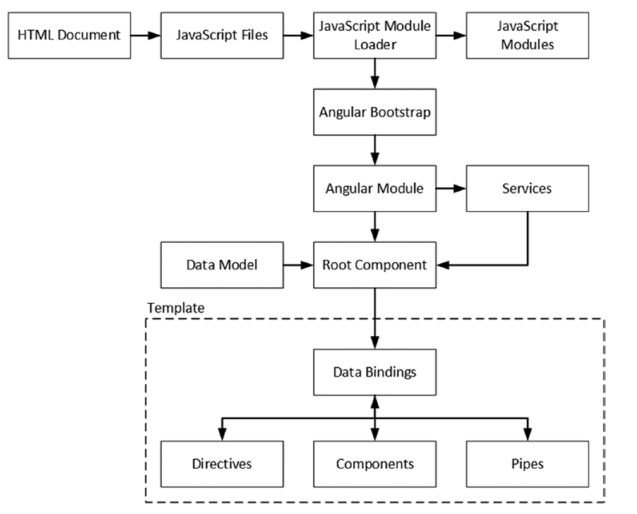 HTML Document
JavaScript Files
JavaScript Module
Loader
JavaScript
Modules
Angular Bootstrap
Angular Module
Services
Data Model
Root Component
Template
Data Bindings
Directives
Components
Pipes